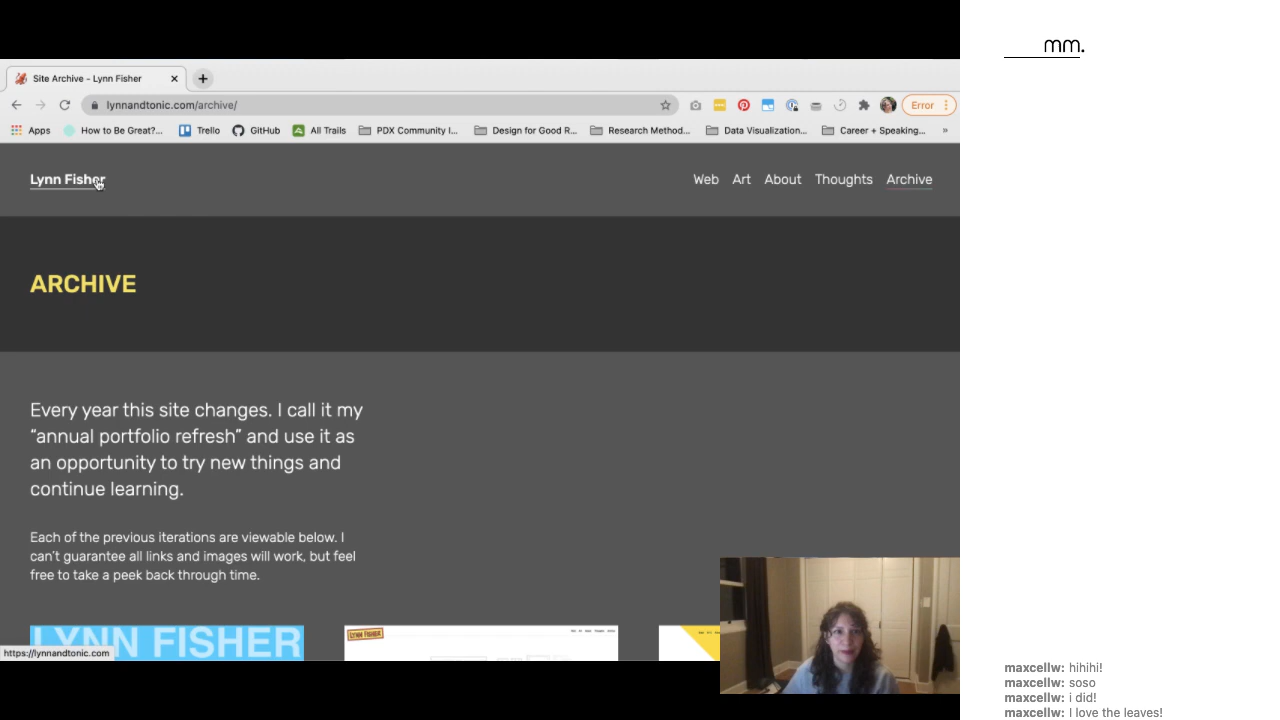 mm.
Site Archive - Lynn Fisher
lynnandtonic.com/archive/
Error
Apps
How to Be Great?...
Trello
GitHub
All Trails
PDX Community I...
Design for Good R...
Research Method...
Data Visualization...
Career + Speaking...
»
Lynn Fisher
Web Art About Thoughts Archive
ARCHIVE
Every year this site changes. I call it my
“annual portfolio refresh” and use it as
an opportunity to try new things and
continue learning.
Each of the previous iterations are viewable below. I
can’t guarantee all links and images will work, but feel
free to take a peek back through time.
LYNN FISHER
LYNN FISHER
https://lynnandtonic.com
maxcellw: hihihi!
maxcellw: soso
maxcellw: i did!
maxcellw: I love the leaves!